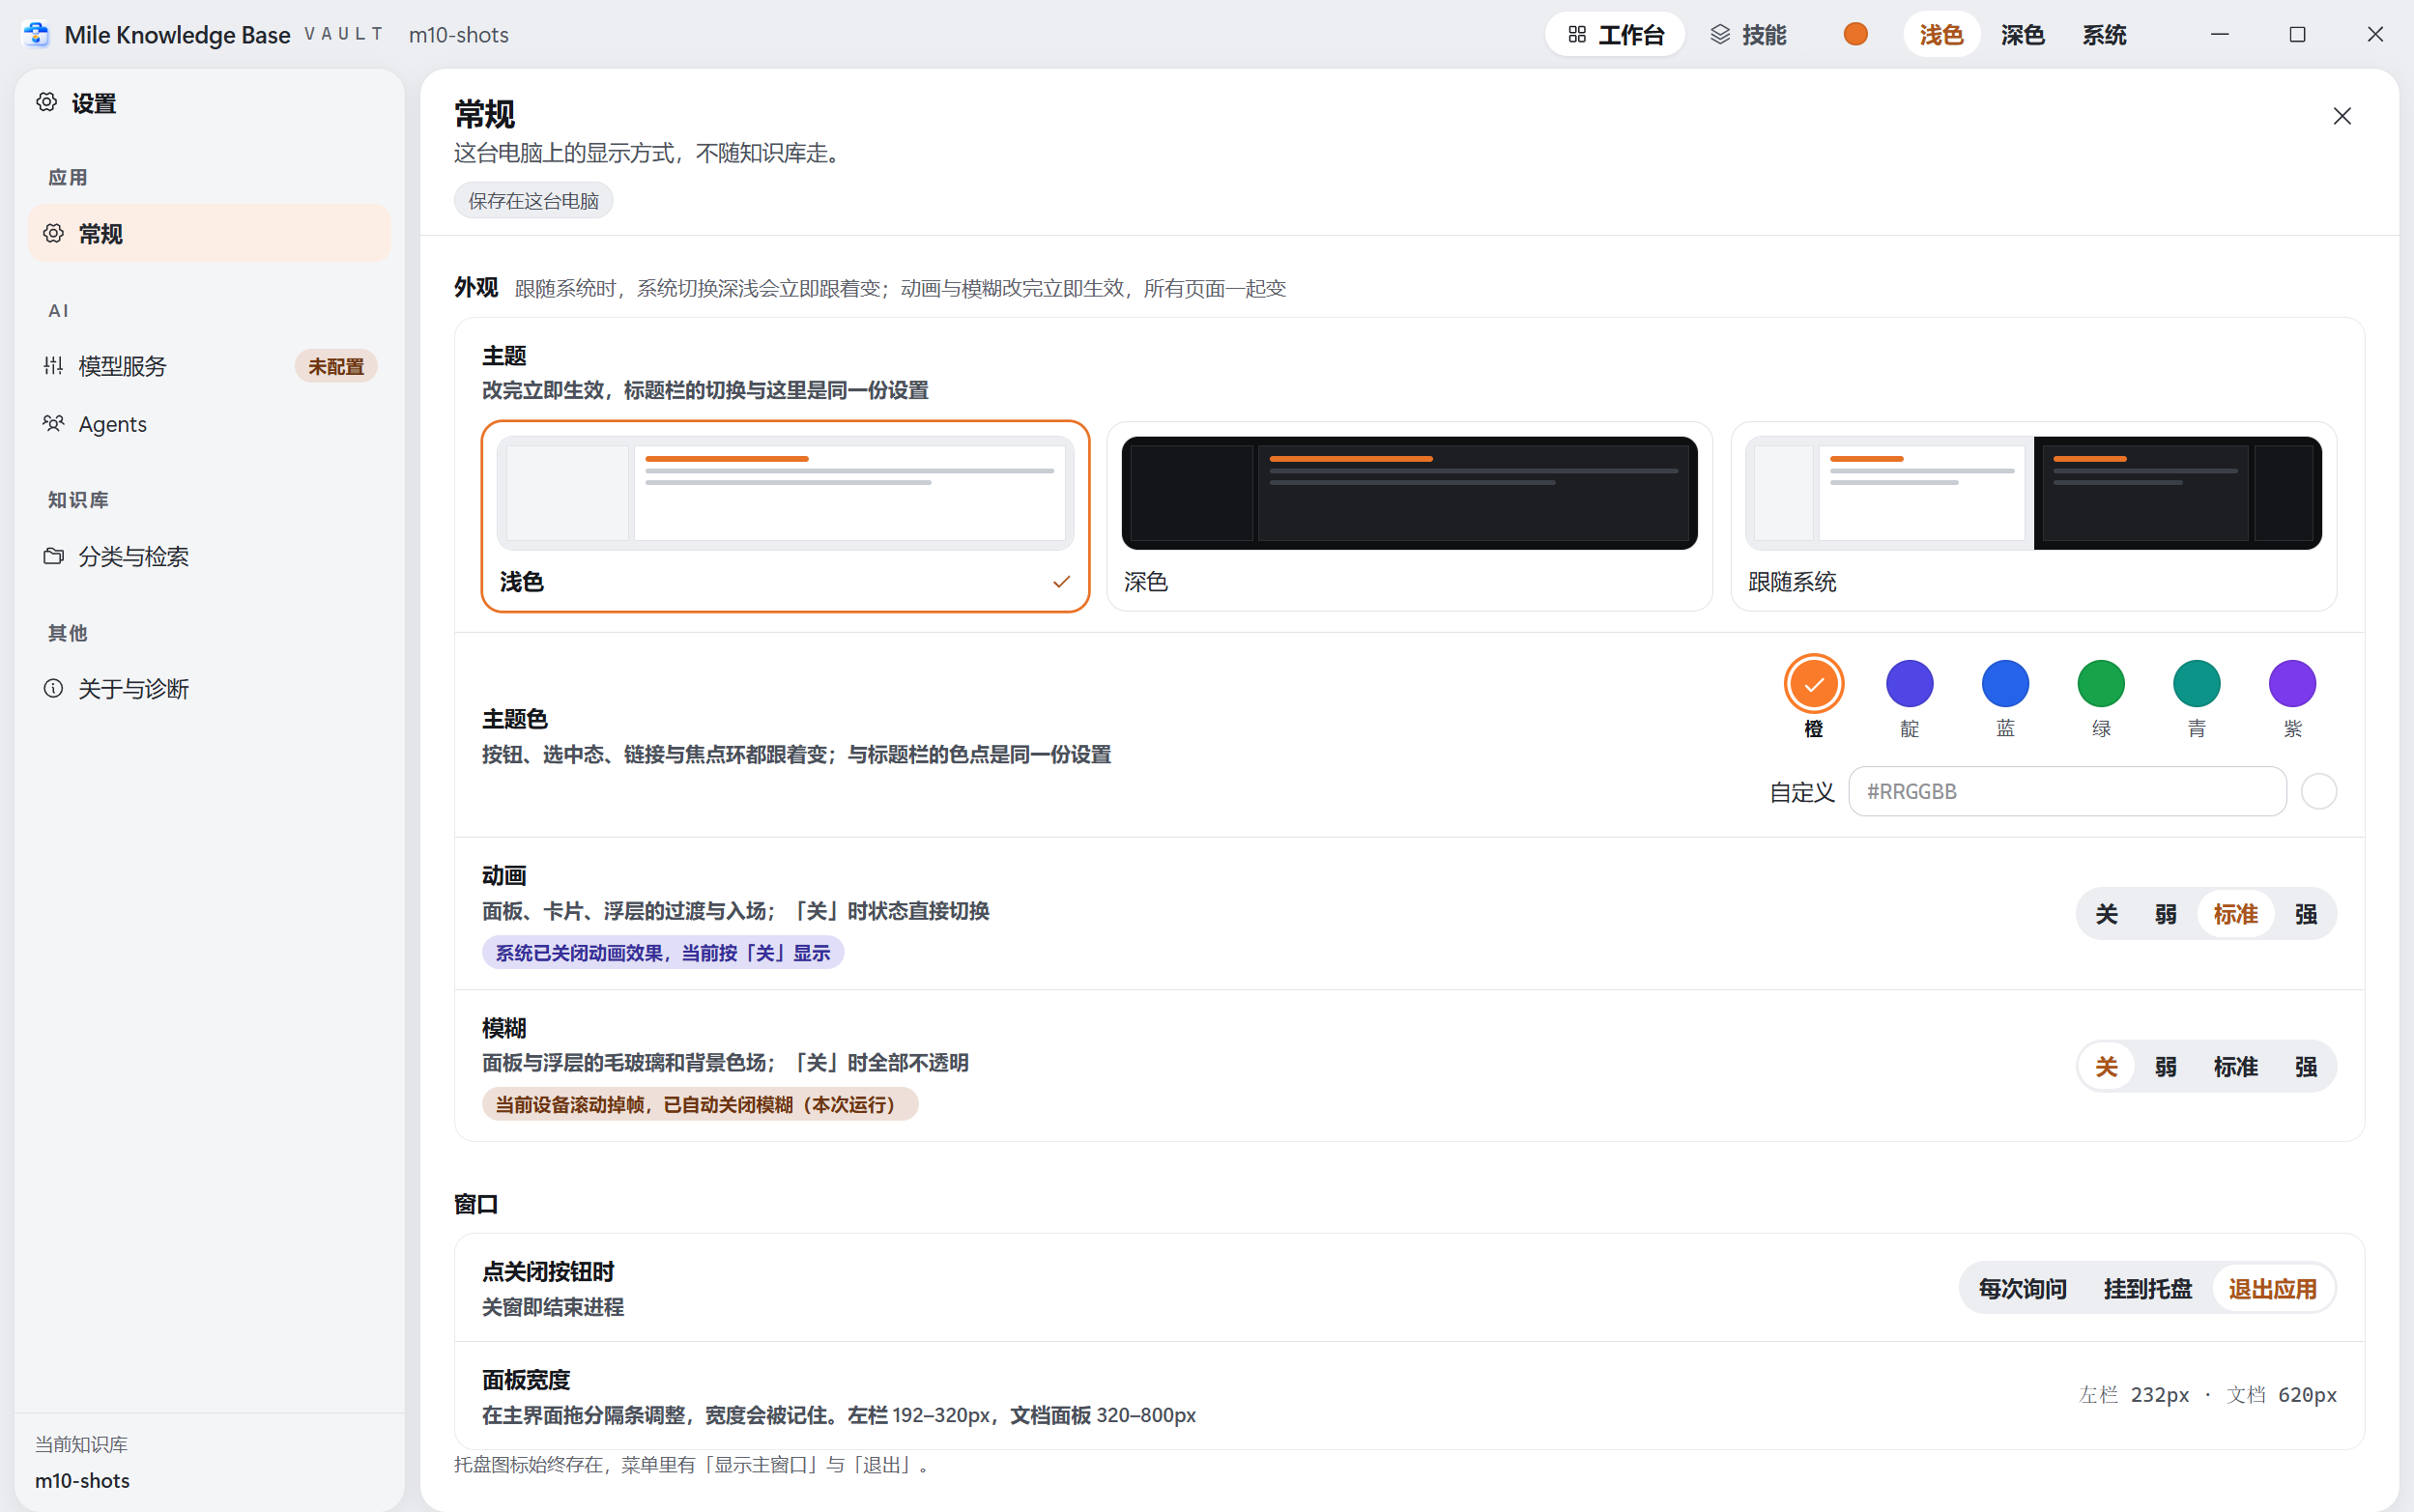 Mile Knowledge Base VAULT m10-shots 工作台 技能 浅色 深色 系统
设置
应用
常规
AI
模型服务 未配置
Agents
知识库
分类与检索
其他
关于与诊断
当前知识库
m10-shots
常规
这台电脑上的显示方式，不随知识库走。
保存在这台电脑
外观 跟随系统时，系统切换深浅会立即跟着变；动画与模糊改完立即生效，所有页面一起变
主题
改完立即生效，标题栏的切换与这里是同一份设置
浅色 深色 跟随系统
主题色
按钮、选中态、链接与焦点环都跟着变；与标题栏的色点是同一份设置
橙 靛 蓝 绿 青 紫
自定义 #RRGGBB
动画
面板、卡片、浮层的过渡与入场；「关」时状态直接切换
系统已关闭动画效果，当前按「关」显示
关 弱 标准 强
模糊
面板与浮层的毛玻璃和背景色场；「关」时全部不透明
当前设备滚动掉帧，已自动关闭模糊（本次运行）
关 弱 标准 强
窗口
点关闭按钮时
关窗即结束进程
每次询问 挂到托盘 退出应用
面板宽度
在主界面拖分隔条调整，宽度会被记住。左栏 192–320px，文档面板 320–800px
左栏 232px · 文档 620px
托盘图标始终存在，菜单里有「显示主窗口」与「退出」。